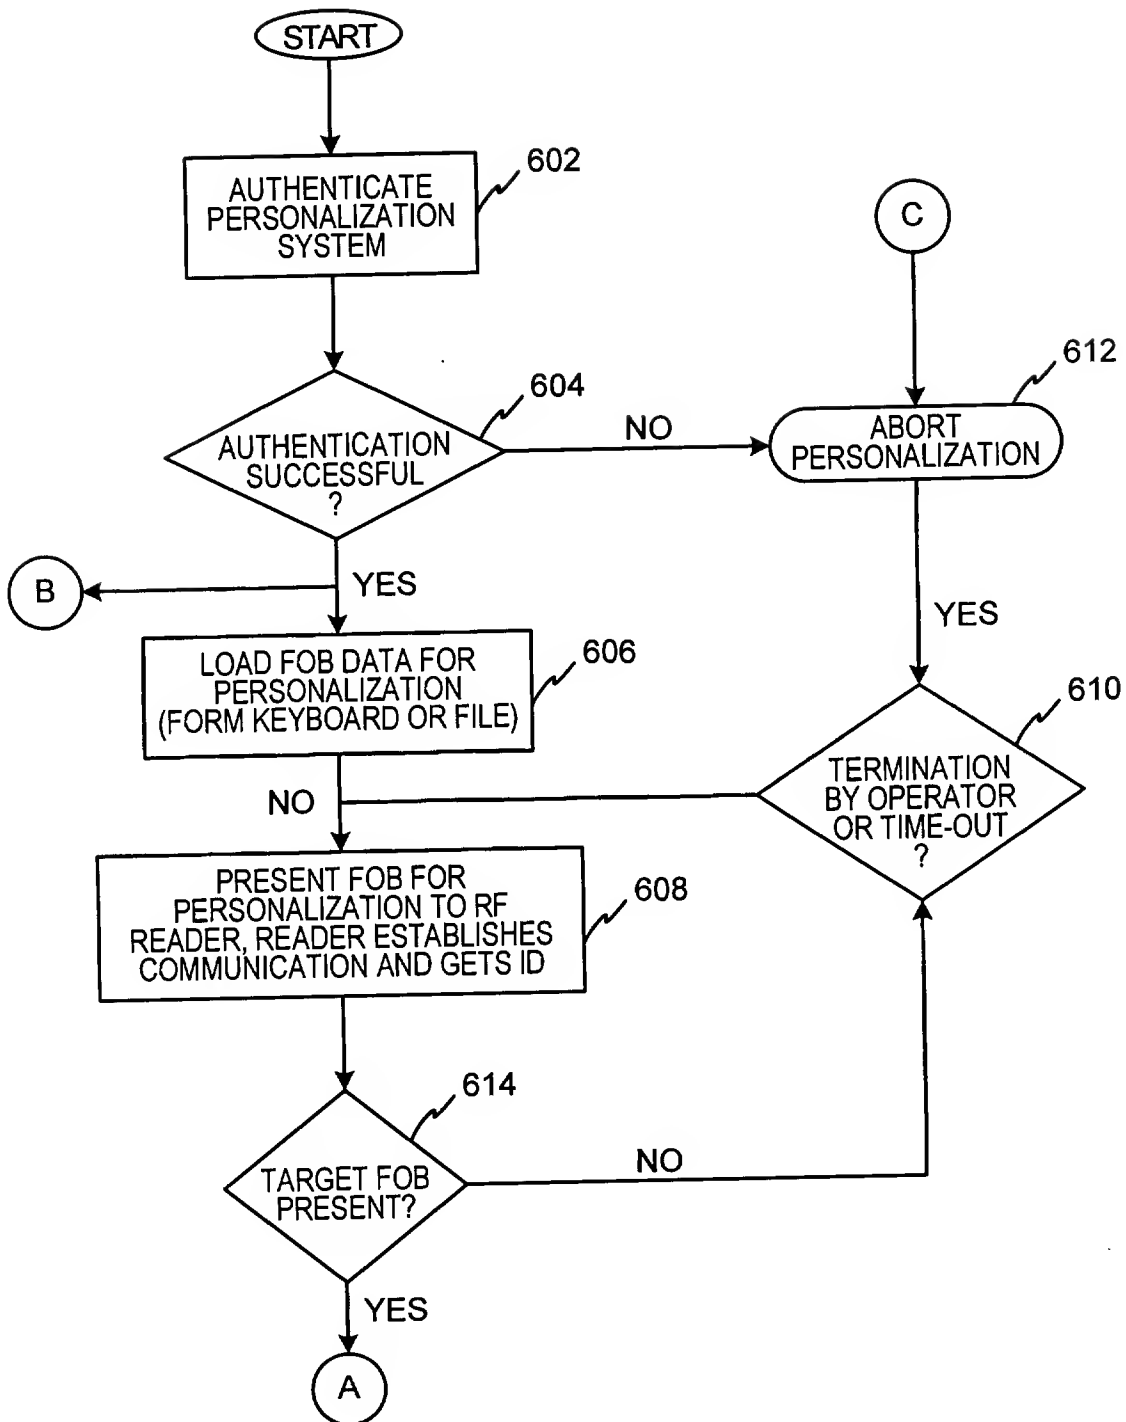 START
602
AUTHENTICATE
PERSONALIZATION
SYSTEM
C
612
604
AUTHENTICATION
SUCCESSFUL
?
NO
ABORT
PERSONALIZATION
B
YES
YES
606
LOAD FOB DATA FOR
PERSONALIZATION
(FORM KEYBOARD OR FILE)
610
TERMINATION
BY OPERATOR
OR TIME-OUT
?
NO
608
PRESENT FOB FOR
PERSONALIZATION TO RF
READER, READER ESTABLISHES
COMMUNICATION AND GETS ID
614
TARGET FOB
PRESENT?
NO
YES
A